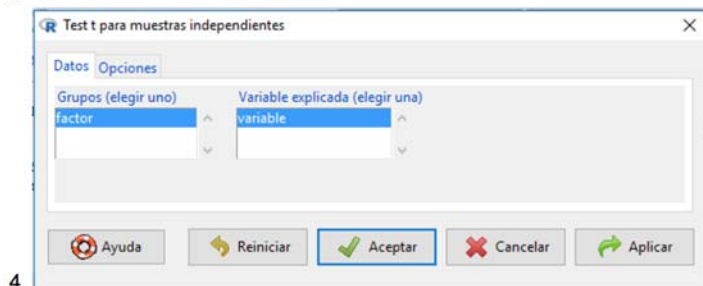 Test t para muestras independientes
Datos Opciones
Grupos (elegir uno) Variable explicada (elegir una)
factor variable
Ayuda Reiniciar Aceptar Cancelar Aplicar
4